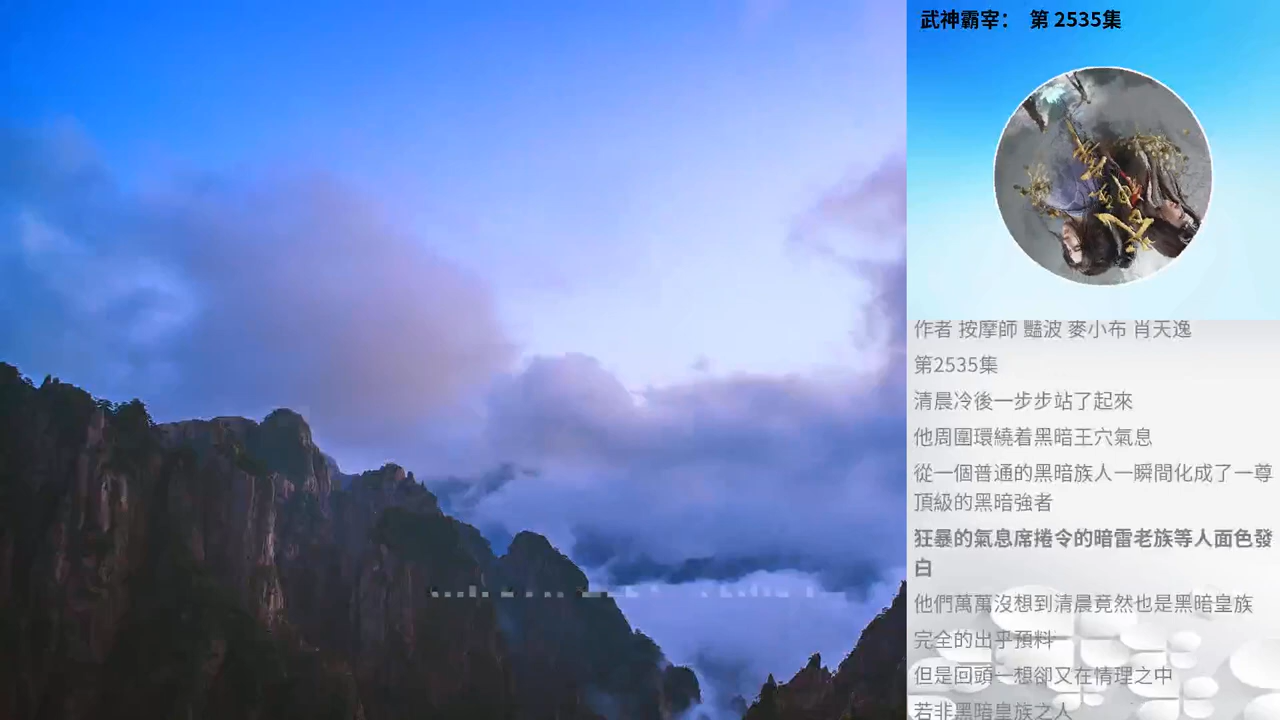 武神霸宰： 第 2535集
作者 按摩師 豔波 麥小布 肖天逸
第2535集
清晨冷後一步步站了起來
他周圍環繞着黑暗王穴氣息
從一個普通的黑暗族人一瞬間化成了一尊
頂級的黑暗強者
狂暴的氣息席捲令的暗雷老族等人面色發
白
他們萬萬沒想到清晨竟然也是黑暗皇族
完全的出乎預料
但是回頭一想卻又在情理之中
若非黑暗皇族之人